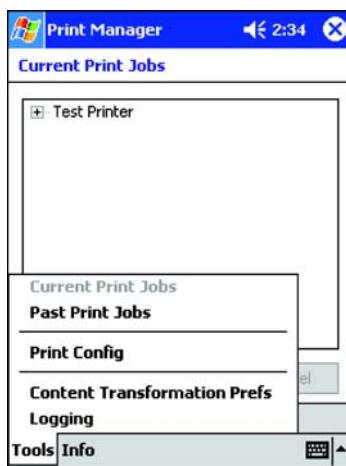 Print Manager 2:34
Current Print Jobs
Test Printer
Current Print Jobs
Past Print Jobs
Print Config
Content Transformation Prefs
Logging
el
Tools Info